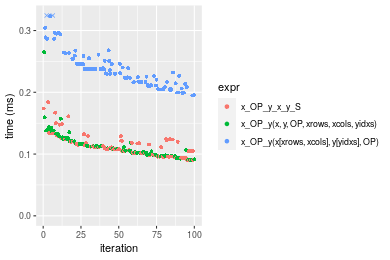 0.3
0.2
0.1
0.0
time (ms)
0
25
50
75
100
iteration
expr
x_OP_y_x_y_S
x_OP_y(x, y, OP, xrows, xcols, yidxs)
x_OP_y(x[xrows, xcols], y[yidxs], OP)